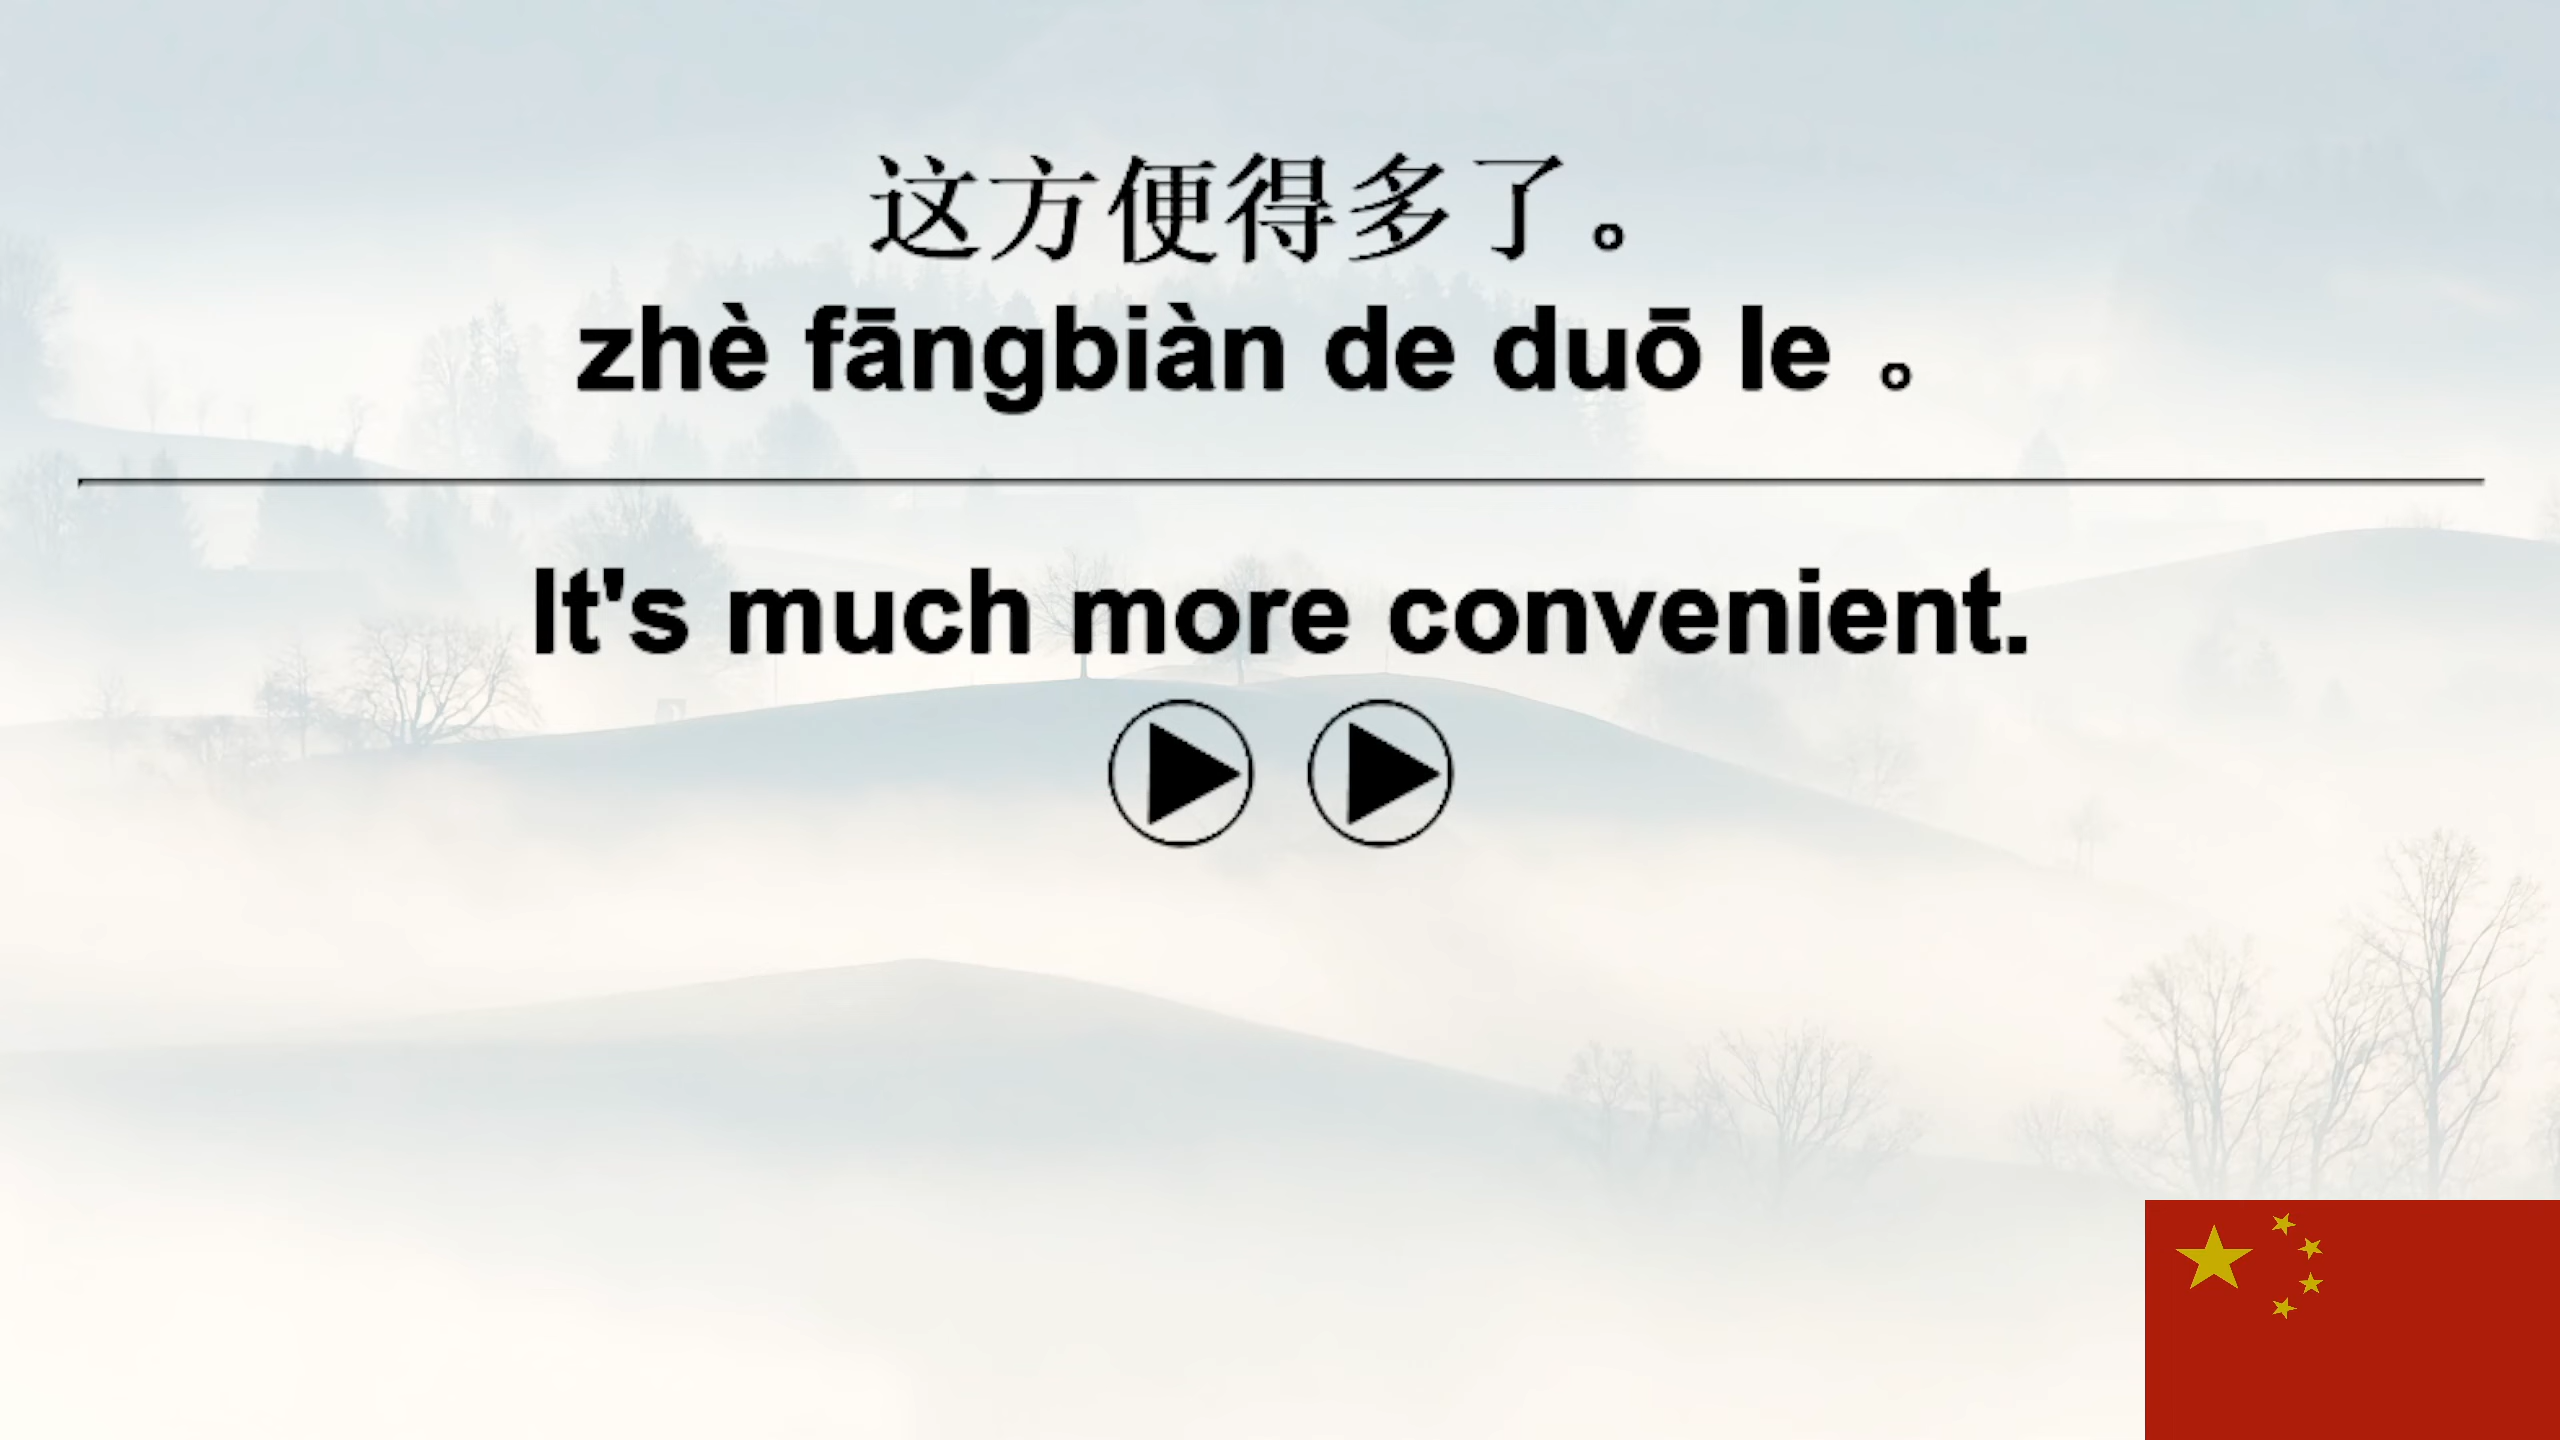 这方便得多了。
zhè fāngbiàn de duō le 。
It's much more convenient.